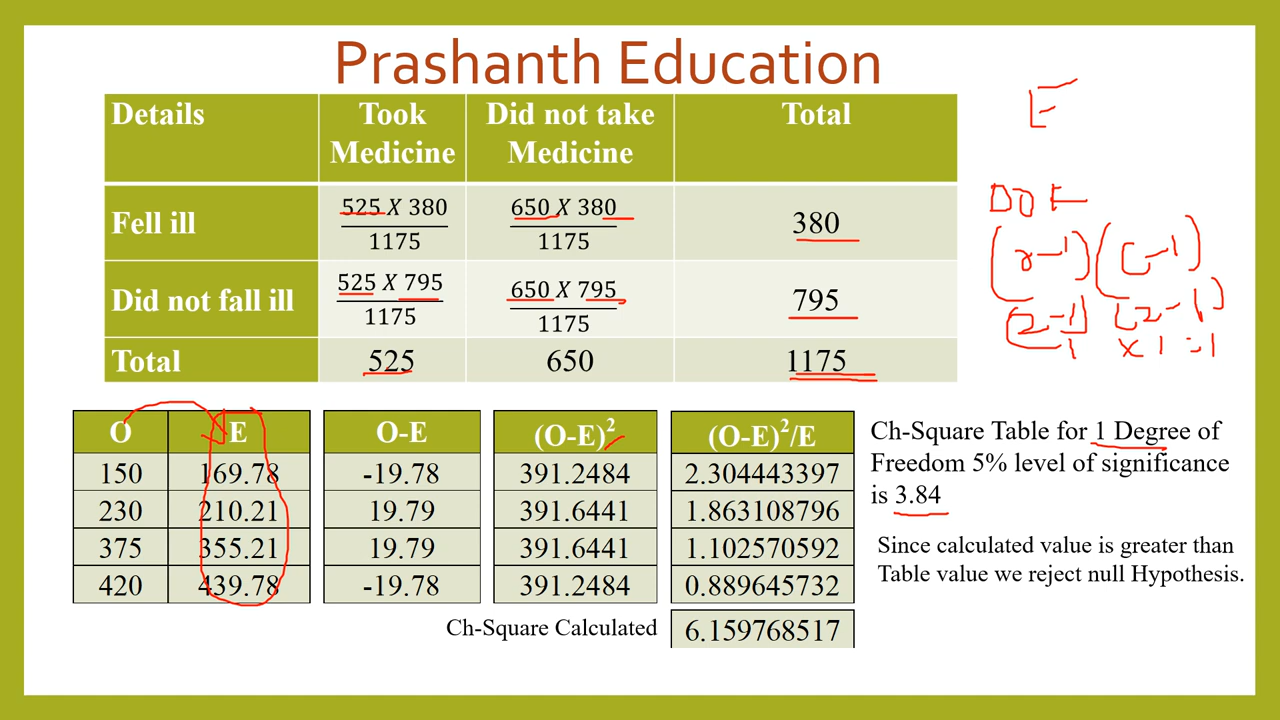 Prashanth Education
Details Took Medicine Did not take Medicine Total
Fell ill 525 X 380 / 1175 650 X 380 / 1175 380
Did not fall ill 525 X 795 / 1175 650 X 795 / 1175 795
Total 525 650 1175
E
DOF
(r-1) (C-1)
(2-1) (2-1)
1 x 1 = 1
O E O-E (O-E)² (O-E)²/E
150 169.78 -19.78 391.2484 2.304443397
230 210.21 19.79 391.6441 1.863108796
375 355.21 19.79 391.6441 1.102570592
420 439.78 -19.78 391.2484 0.889645732
Ch-Square Calculated 6.159768517
Ch-Square Table for 1 Degree of
Freedom 5% level of significance
is 3.84
Since calculated value is greater than
Table value we reject null Hypothesis.